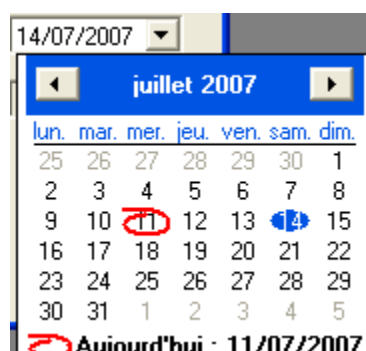 14/07/2007
juillet 2007
lun. mar. mer. jeu. ven. sam. dim.
25 26 27 28 29 30 1
2 3 4 5 6 7 8
9 10 11 12 13 14 15
16 17 18 19 20 21 22
23 24 25 26 27 28 29
30 31 1 2 3 4 5
Aujourd'hui : 11/07/2007